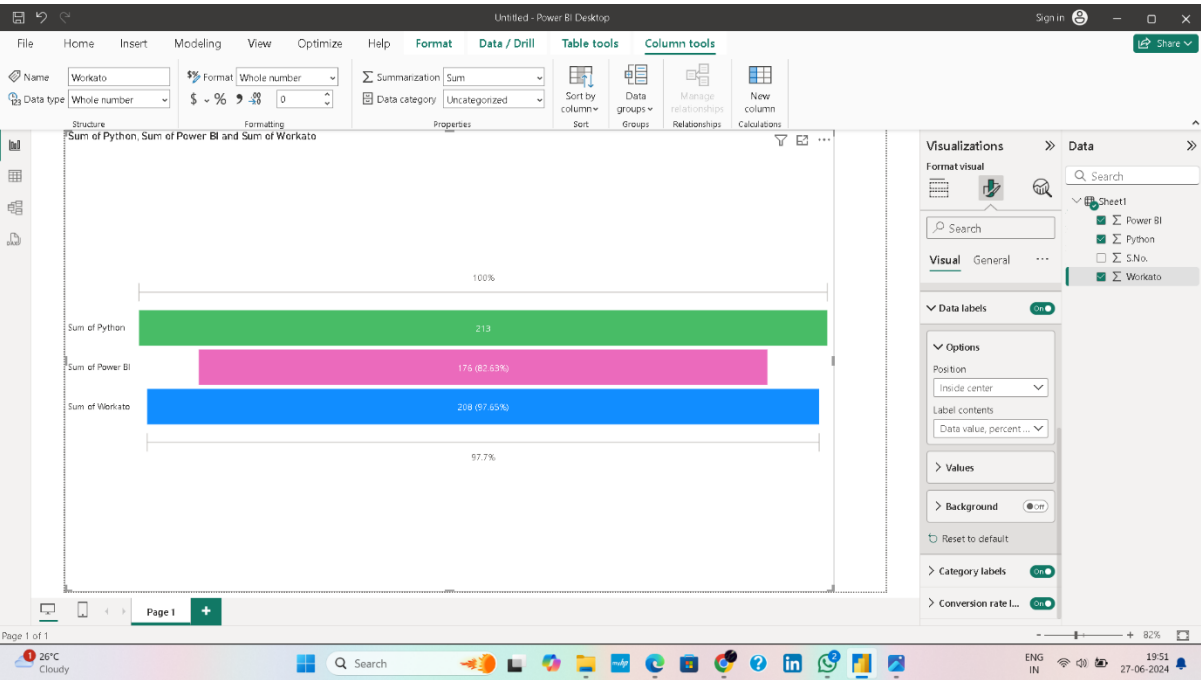 Untitled - Power BI Desktop
Sign in
File Home Insert Modeling View Optimize Help Format Data / Drill Table tools Column tools
Share
Name Workato
Data type Whole number
Structure
Format Whole number
$ % 0
Formatting
Summarization Sum
Data category Uncategorized
Properties
Sort by column
Sort
Data groups
Groups
Manage relationships
Relationships
New column
Calculations
Sum of Python, Sum of Power BI and Sum of Workato
100%
Sum of Python 213
Sum of Power BI 176 (82.63%)
Sum of Workato 208 (97.65%)
97.7%
Visualizations
Format visual
Search
Visual General
Data labels On
Options
Position
Inside center
Label contents
Data value, percent ...
Values
Background Off
Reset to default
Category labels On
Conversion rate l... On
Data
Search
Sheet1
Power BI
Python
S.No.
Workato
Page 1
Page 1 of 1
82%
1
26°C
Cloudy
Search
2
ENG
IN
19:51
27-06-2024